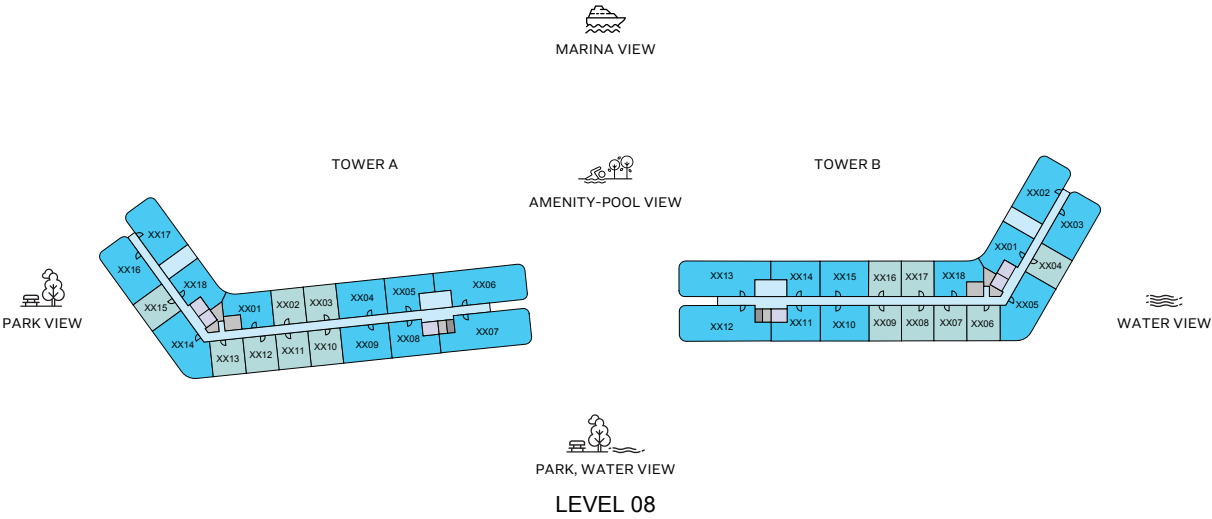 MARINA VIEW
TOWER A
TOWER B
AMENITY-POOL VIEW
XX17
XX16
XX18
XX15
XX14
XX01
XX02
XX03
XX04
XX05
XX06
XX13
XX12
XX11
XX10
XX09
XX08
XX07
XX02
XX03
XX01
XX04
XX05
XX13
XX14
XX15
XX16
XX17
XX18
XX12
XX11
XX10
XX09
XX08
XX07
XX06
PARK VIEW
WATER VIEW
PARK, WATER VIEW
LEVEL 08